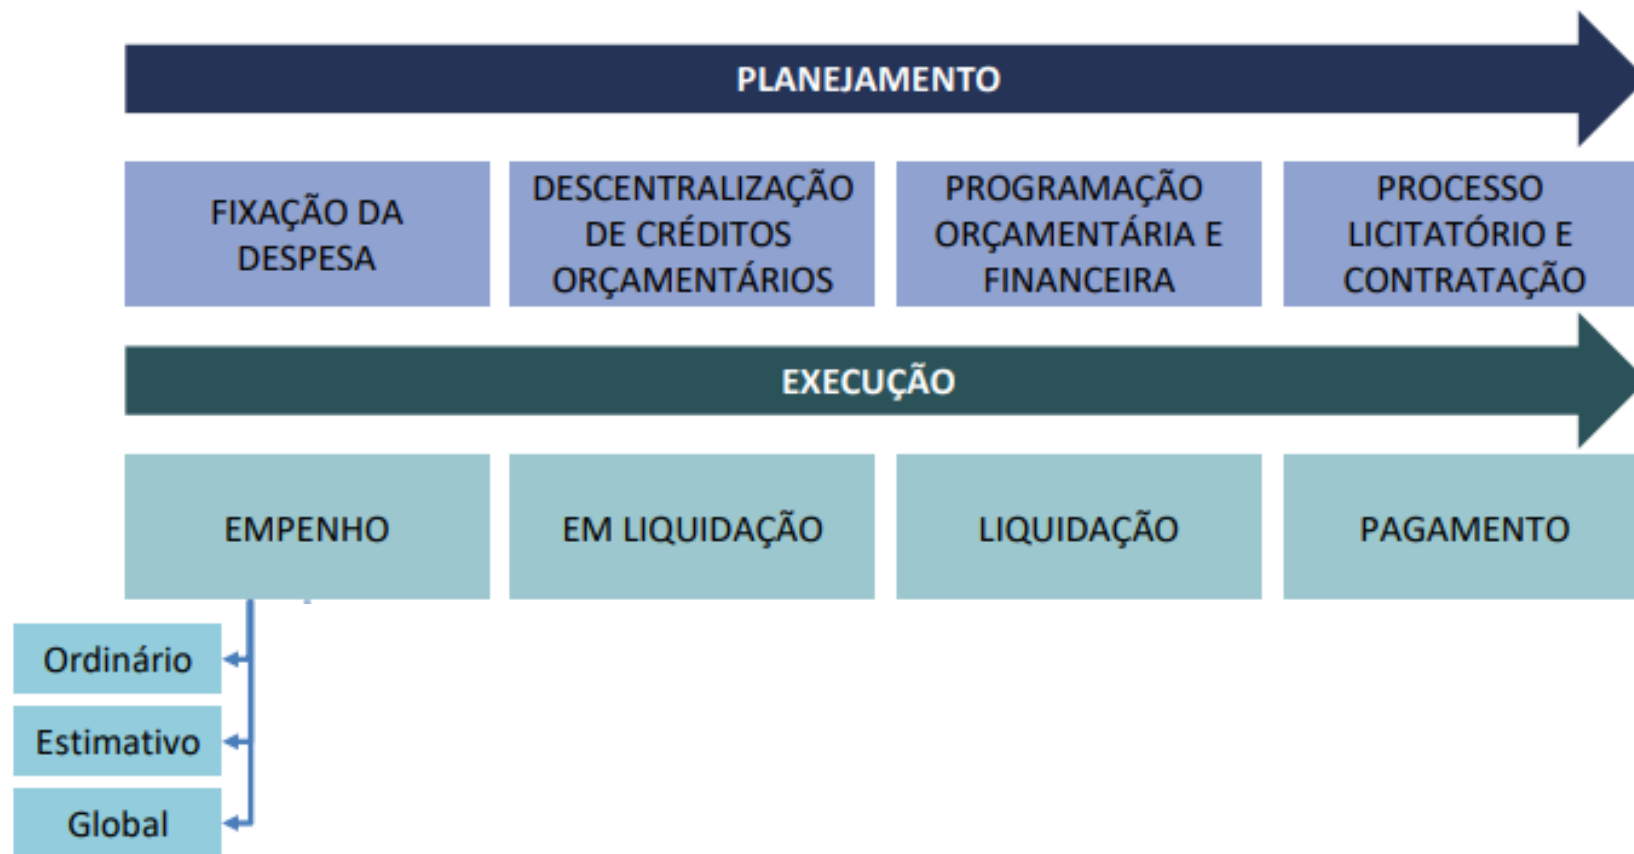 PLANEJAMENTO
FIXAÇÃO DA
DESPESA
DESCENTRALIZAÇÃO
DE CRÉDITOS
ORÇAMENTÁRIOS
PROGRAMAÇÃO
ORÇAMENTÁRIA E
FINANCEIRA
PROCESSO
LICITATÓRIO E
CONTRATAÇÃO
EXECUÇÃO
EMPENHO
EM LIQUIDAÇÃO
LIQUIDAÇÃO
PAGAMENTO
Ordinário
Estimativo
Global